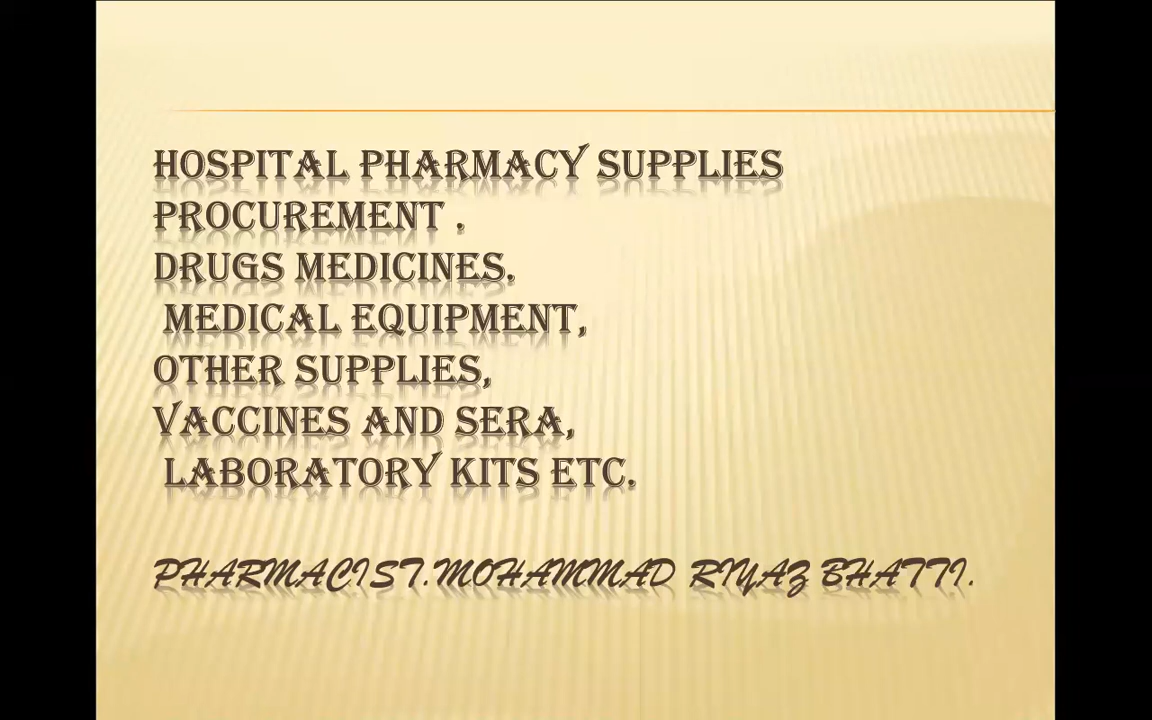 HOSPITAL PHARMACY SUPPLIES
PROCUREMENT .
DRUGS MEDICINES.
MEDICAL EQUIPMENT,
OTHER SUPPLIES,
VACCINES AND SERA,
LABORATORY KITS ETC.
PHARMACIST.MOHAMMAD RIYAZ BHATTI.